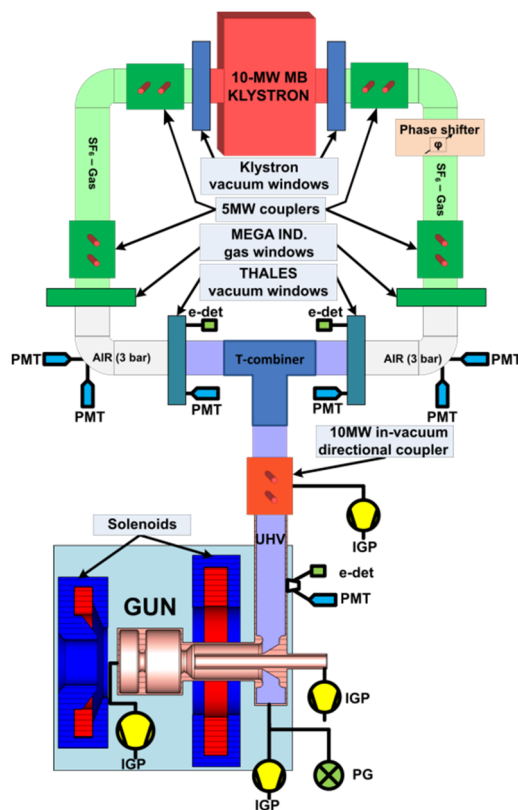 10-MW MB
KLYSTRON
Phase shifter
φ
SF₆ – Gas
SF₆ – Gas
Klystron
vacuum windows
5MW couplers
MEGA IND.
gas windows
THALES
vacuum windows
e-det
e-det
PMT
AIR (3 bar)
T-combiner
AIR (3 bar)
PMT
PMT
PMT
PMT
PMT
10MW in-vacuum
directional coupler
Solenoids
IGP
UHV
e-det
PMT
GUN
IGP
IGP
IGP
PG